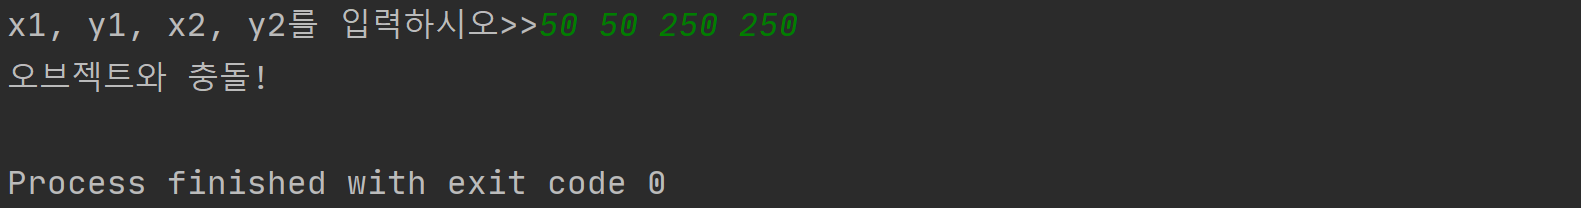 x1, y1, x2, y2를 입력하시오>>50 50 250 250
오브젝트와 충돌!
Process finished with exit code 0